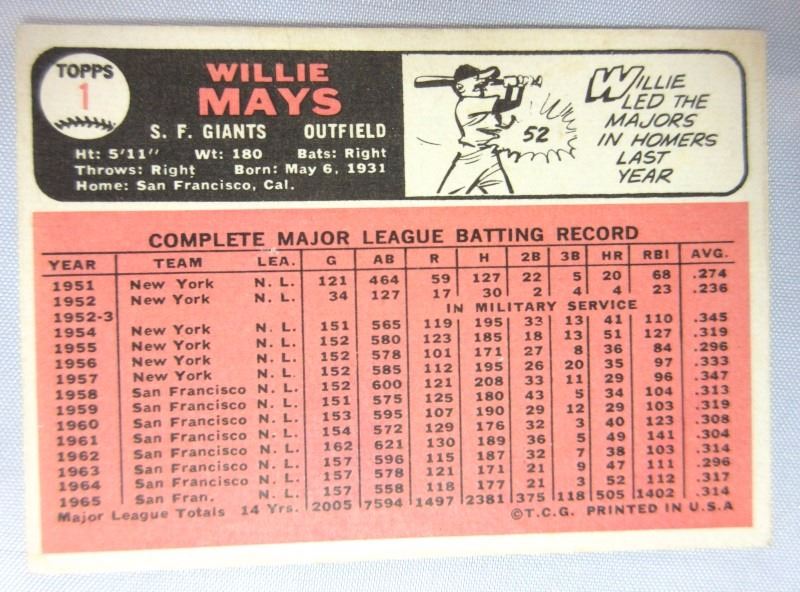 TOPPS
1
WILLIE
MAYS
S. F. GIANTS OUTFIELD
Ht: 5'11" Wt: 180 Bats: Right
Throws: Right Born: May 6, 1931
Home: San Francisco, Cal.
52
WILLIE
LED THE
MAJORS
IN HOMERS
LAST
YEAR
COMPLETE MAJOR LEAGUE BATTING RECORD
YEAR TEAM LEA. G AB R H 2B 3B HR RBI AVG.
1951 New York N. L. 121 464 59 127 22 5 20 68 .274
1952 New York N. L. 34 127 17 30 2 4 4 23 .236
1952-3 IN MILITARY SERVICE
1954 New York N. L. 151 565 119 195 33 13 41 110 .345
1955 New York N. L. 152 580 123 185 18 13 51 127 .319
1956 New York N. L. 152 578 101 171 27 8 36 84 .296
1957 New York N. L. 152 585 112 195 26 20 35 97 .333
1958 San Francisco N. L. 152 600 121 208 33 11 29 96 .347
1959 San Francisco N. L. 151 575 125 180 43 5 34 104 .313
1960 San Francisco N. L. 153 595 107 190 29 12 29 103 .319
1961 San Francisco N. L. 154 572 129 176 32 3 40 123 .308
1962 San Francisco N. L. 162 621 130 189 36 5 49 141 .304
1963 San Francisco N. L. 157 596 115 187 32 7 38 103 .314
1964 San Francisco N. L. 157 578 121 171 21 9 47 111 .296
1965 San Fran. N. L. 157 558 118 177 21 3 52 112 .317
Major League Totals 14 Yrs. 2005 7594 1497 2381 375 118 505 1402 .314
©T.C.G. PRINTED IN U.S.A